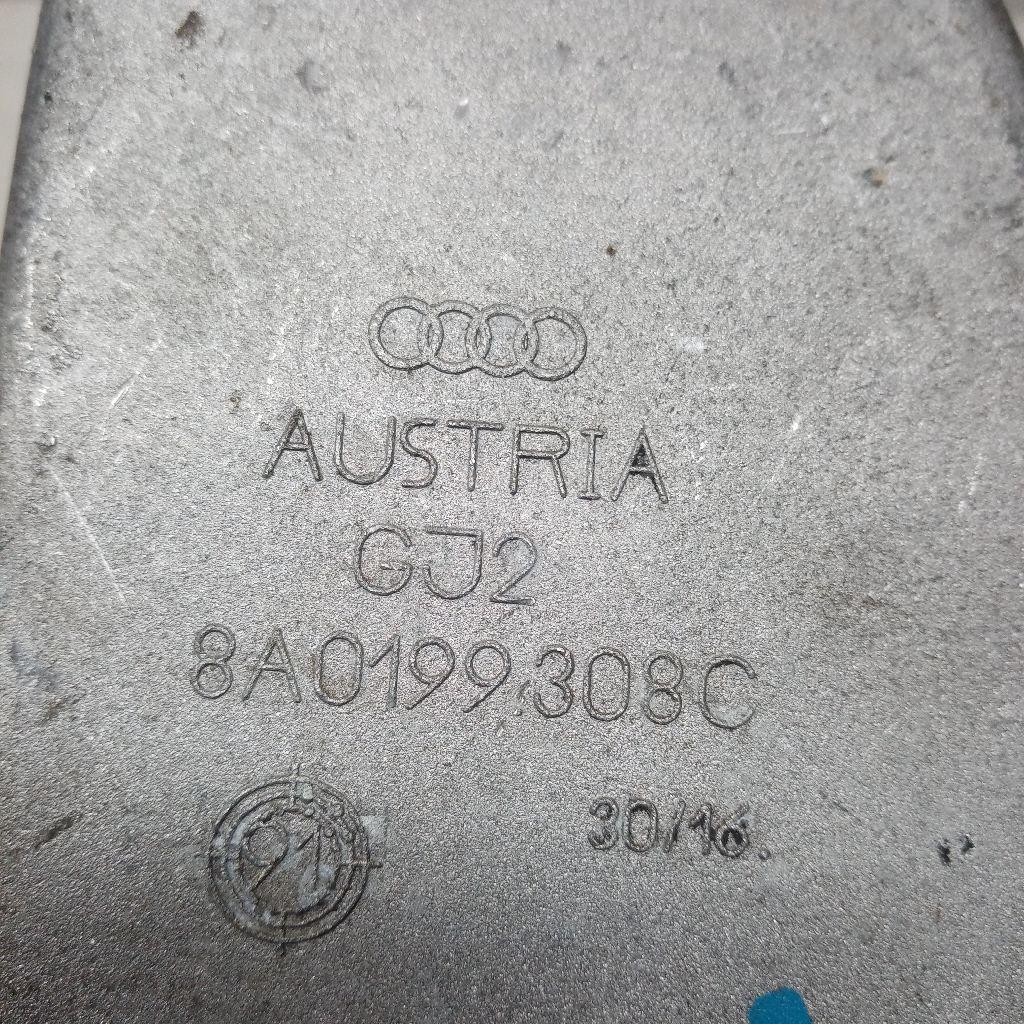 AUSTRIA
GJ2
8A0199308C
91
30/16.